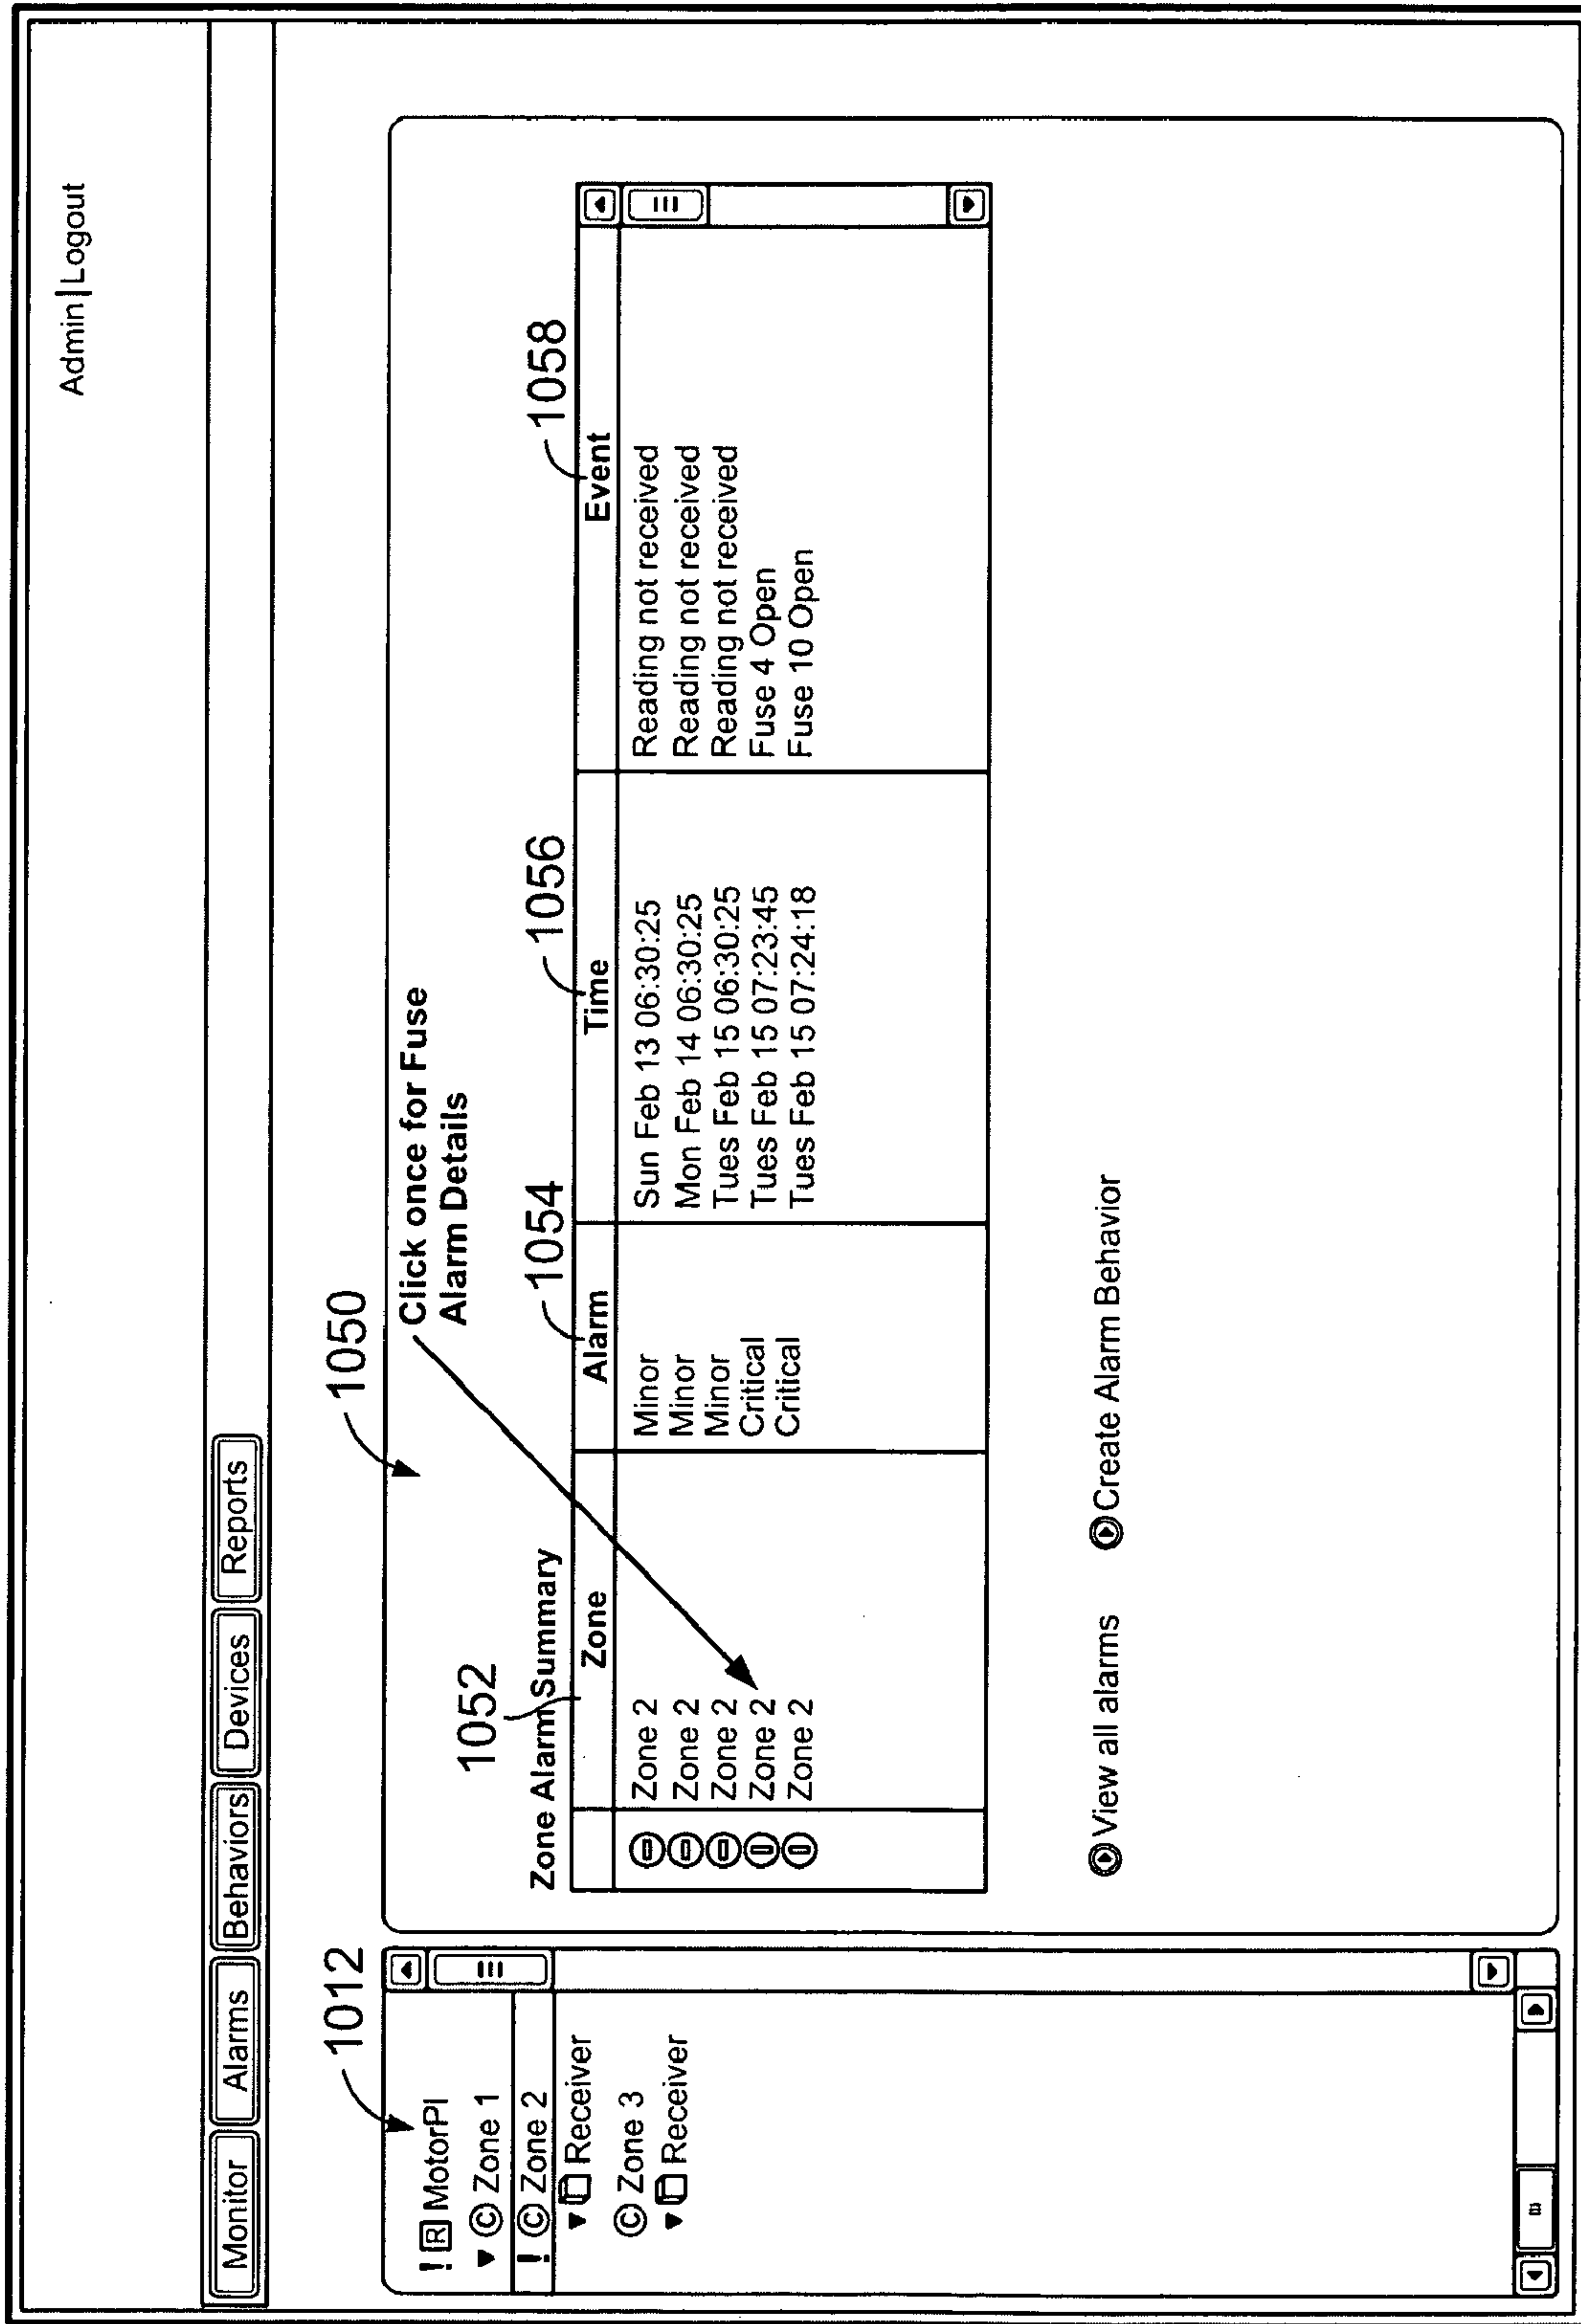 Admin|Logout
Monitor Alarms Behaviors Devices Reports
1012
1050
! R MotorPl
© Zone 1
! © Zone 2
Receiver
© Zone 3
Receiver
Click once for Fuse
Alarm Details
1052
1054
1056
1058
Zone Alarm Summary
Zone Alarm Time Event
Zone 2 Minor Sun Feb 13 06:30:25 Reading not received
Zone 2 Minor Mon Feb 14 06:30:25 Reading not received
Zone 2 Minor Tues Feb 15 06:30:25 Reading not received
Zone 2 Critical Tues Feb 15 07:23:45 Fuse 4 Open
Zone 2 Critical Tues Feb 15 07:24:18 Fuse 10 Open
View all alarms Create Alarm Behavior